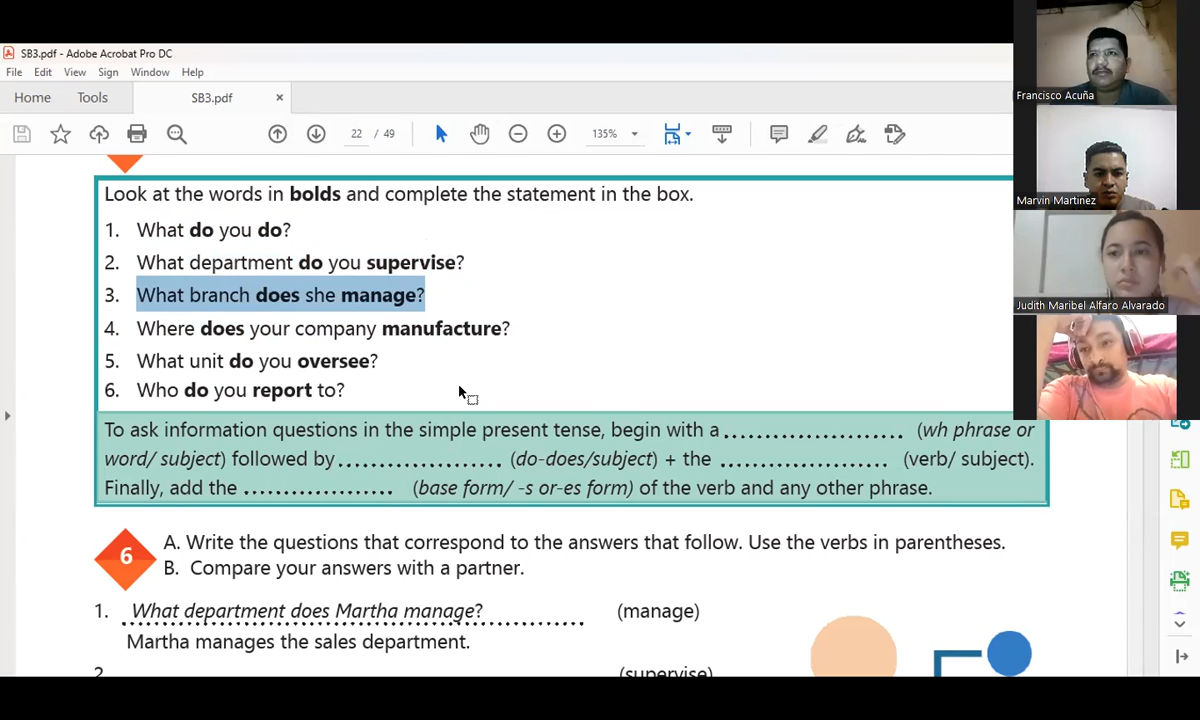 SB3.pdf - Adobe Acrobat Pro DC
File Edit View Sign Window Help
Home Tools SB3.pdf ×
22 / 49 135%
Look at the words in bolds and complete the statement in the box.
1. What do you do?
2. What department do you supervise?
3. What branch does she manage?
4. Where does your company manufacture?
5. What unit do you oversee?
6. Who do you report to?
To ask information questions in the simple present tense, begin with a ........................ (wh phrase or
word/ subject) followed by ...................... (do-does/subject) + the ...................... (verb/ subject).
Finally, add the .................... (base form/ -s or-es form) of the verb and any other phrase.
6
A. Write the questions that correspond to the answers that follow. Use the verbs in parentheses.
B. Compare your answers with a partner.
1. What department does Martha manage? (manage)
Martha manages the sales department.
2. (supervise)
Francisco Acuña
Marvin Martinez
Judith Maribel Alfaro Alvarado